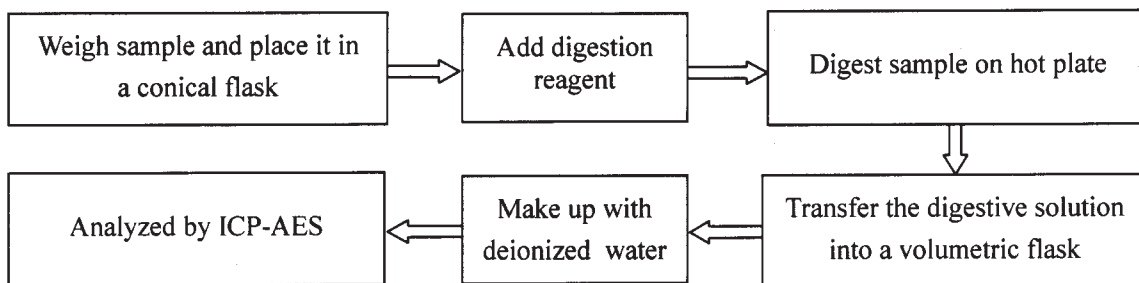 Weigh sample and place it in
a conical flask
Add digestion
reagent
Digest sample on hot plate
Transfer the digestive solution
into a volumetric flask
Make up with
deionized water
Analyzed by ICP-AES